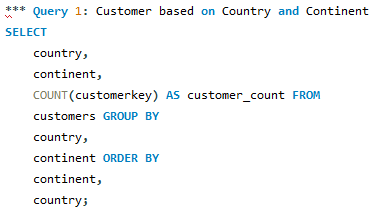 *** Query 1: Customer based on Country and Continent
SELECT
country,
continent,
COUNT(customerkey) AS customer_count FROM
customers GROUP BY
country,
continent ORDER BY
continent,
country;